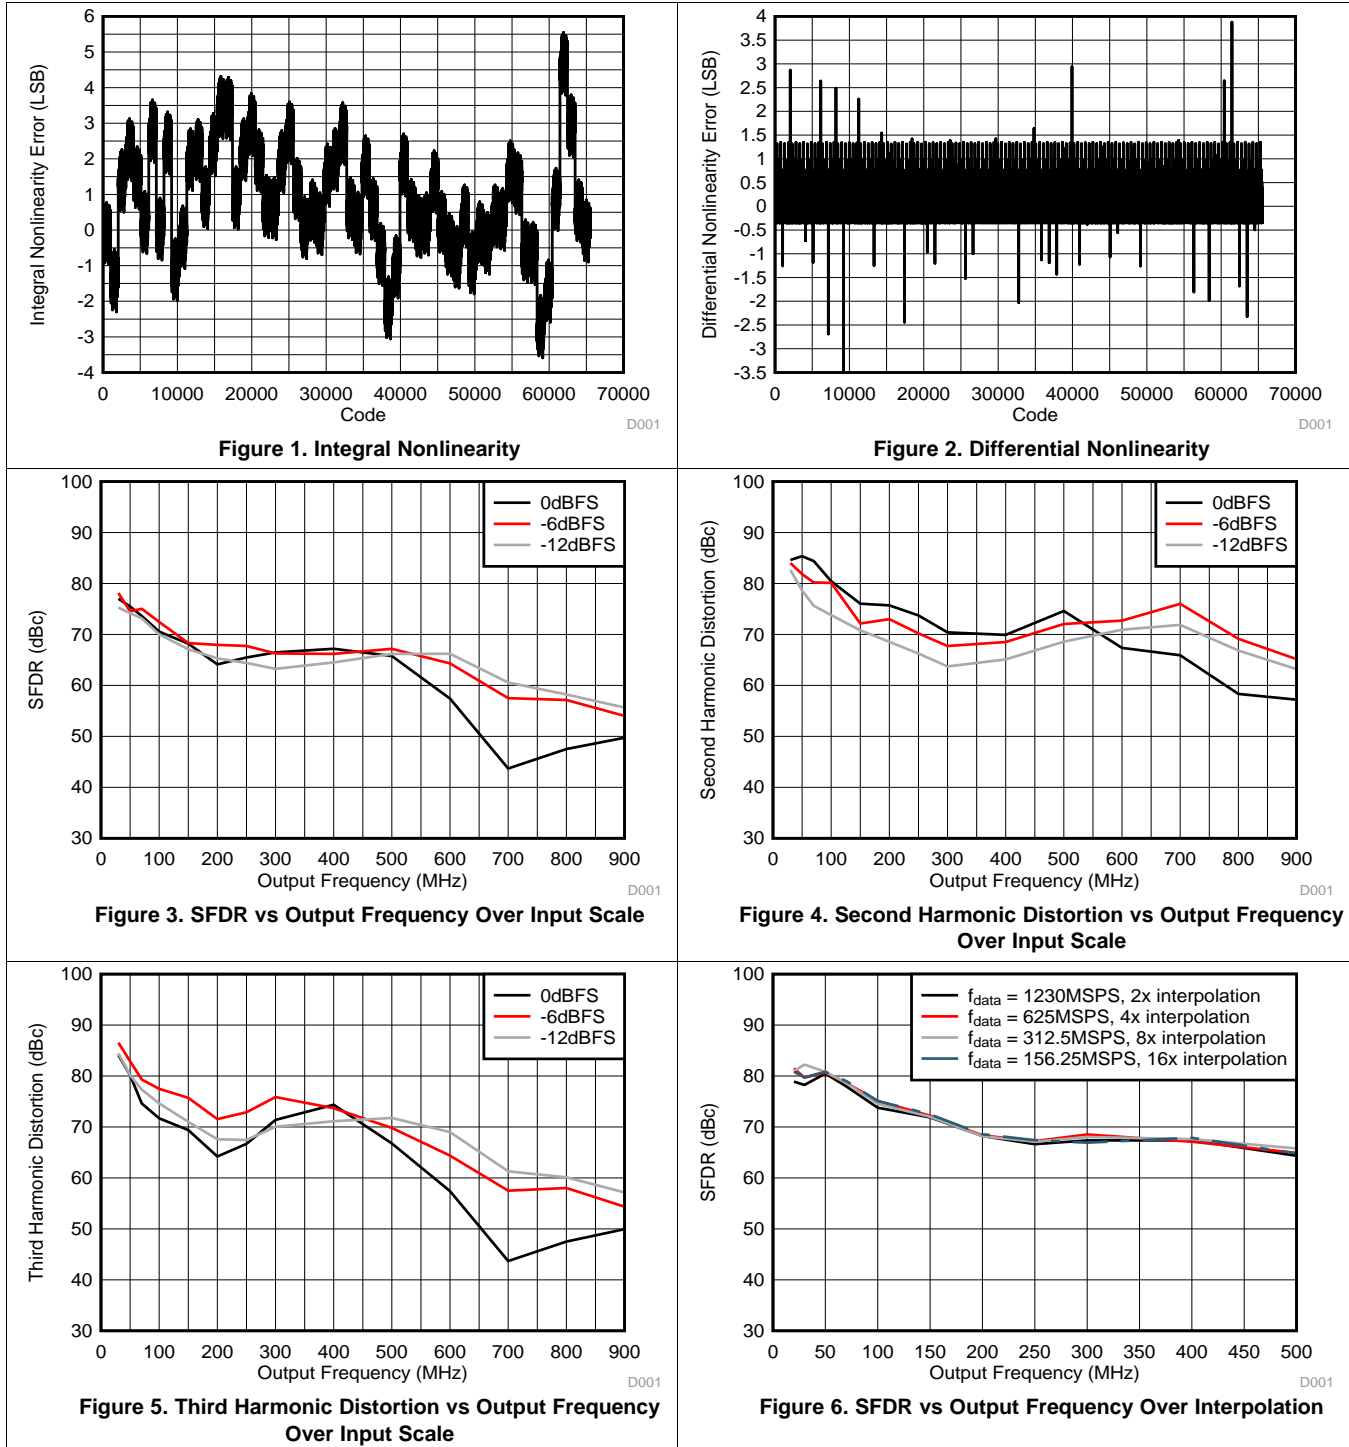 6
5
4
3
2
1
0
-1
-2
-3
-4
Integral Nonlinearity Error (LSB)
0 10000 20000 30000 40000 50000 60000 70000
Code
D001
Figure 1. Integral Nonlinearity
4
3.5
3
2.5
2
1.5
1
0.5
0
-0.5
-1
-1.5
-2
-2.5
-3
-3.5
Differential Nonlinearity Error (LSB)
0 10000 20000 30000 40000 50000 60000 70000
Code
D001
Figure 2. Differential Nonlinearity
100
90
80
70
60
50
40
30
SFDR (dBc)
0dBFS
-6dBFS
-12dBFS
0 100 200 300 400 500 600 700 800 900
Output Frequency (MHz)
D001
Figure 3. SFDR vs Output Frequency Over Input Scale
100
90
80
70
60
50
40
30
Second Harmonic Distortion (dBc)
0dBFS
-6dBFS
-12dBFS
0 100 200 300 400 500 600 700 800 900
Output Frequency (MHz)
D001
Figure 4. Second Harmonic Distortion vs Output Frequency
Over Input Scale
100
90
80
70
60
50
40
30
Third Harmonic Distortion (dBc)
0dBFS
-6dBFS
-12dBFS
0 100 200 300 400 500 600 700 800 900
Output Frequency (MHz)
D001
Figure 5. Third Harmonic Distortion vs Output Frequency
Over Input Scale
100
90
80
70
60
50
40
30
SFDR (dBc)
fdata = 1230MSPS, 2x interpolation
fdata = 625MSPS, 4x interpolation
fdata = 312.5MSPS, 8x interpolation
fdata = 156.25MSPS, 16x interpolation
0 50 100 150 200 250 300 350 400 450 500
Output Frequency (MHz)
D001
Figure 6. SFDR vs Output Frequency Over Interpolation